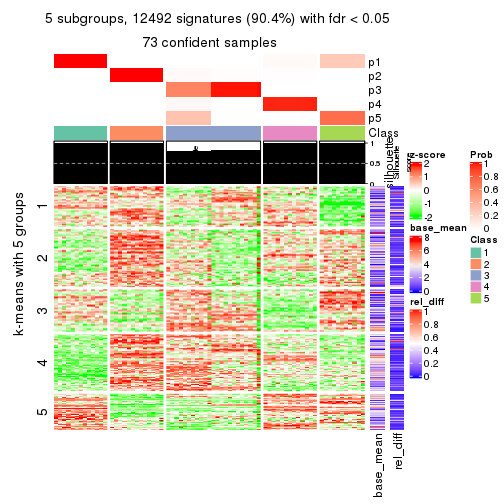 5 subgroups, 12492 signatures (90.4%) with fdr < 0.05
73 confident samples
p1
p2
p3
p4
p5
Class
1
0.5
0
silhouette
Silhouette
score
k-means with 5 groups
1
2
3
4
5
base_mean
rel_diff
z-score
2
1
0
-1
-2
base_mean
8
6
4
2
0
rel_diff
1
0.8
0.6
0.4
0.2
0
Prob
1
0.8
0.6
0.4
0.2
0
Class
1
2
3
4
5